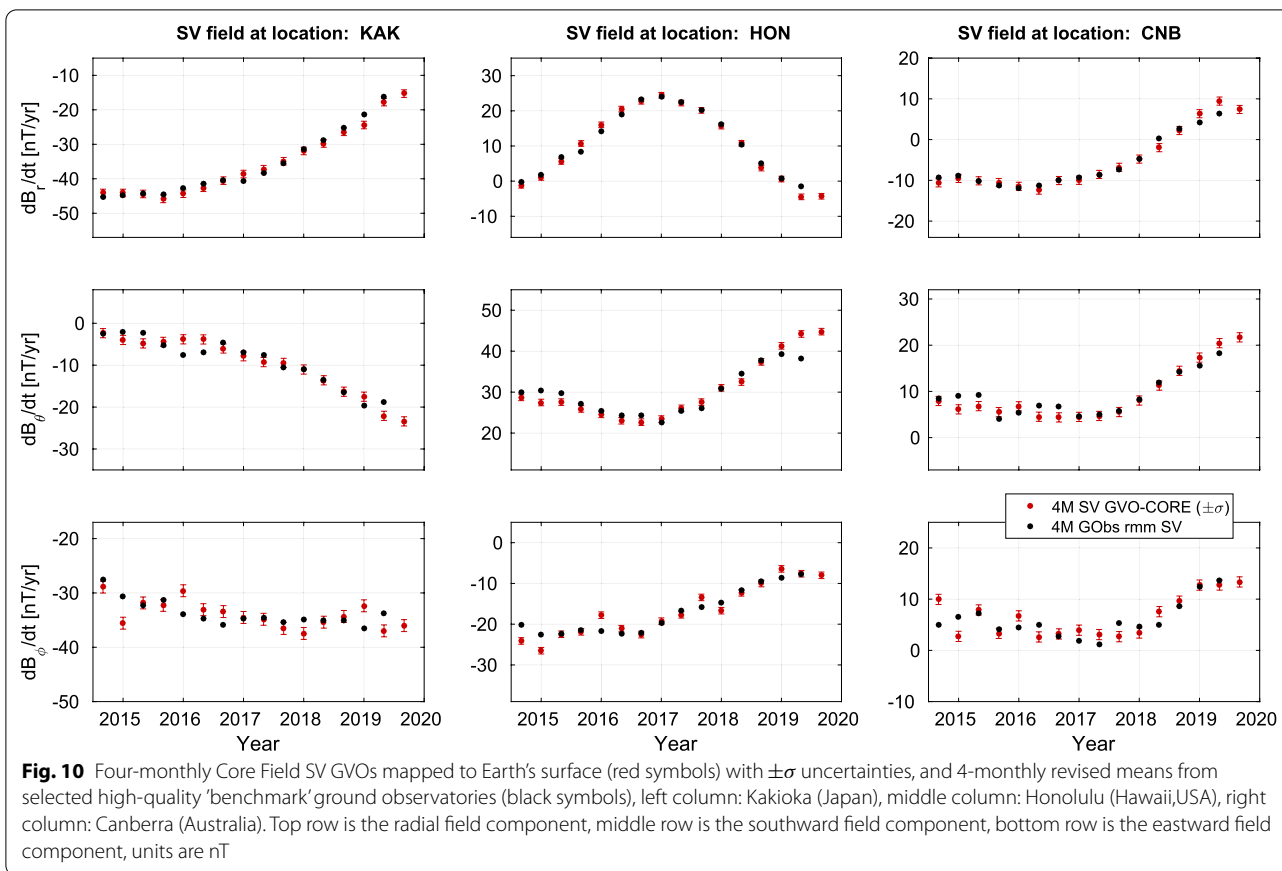 SV field at location: KAK
SV field at location: HON
SV field at location: CNB
dB_r/dt [nT/yr]
-10
-20
-30
-40
-50
30
20
10
0
-10
20
10
0
-10
-20
dB_θ/dt [nT/yr]
0
-10
-20
-30
50
40
30
20
30
20
10
0
dB_ϕ/dt [nT/yr]
-20
-30
-40
-50
0
-10
-20
-30
4M SV GVO-CORE (±σ)
4M GObs rmm SV
20
10
0
-10
2015 2016 2017 2018 2019 2020
2015 2016 2017 2018 2019 2020
2015 2016 2017 2018 2019 2020
Year
Year
Year
Fig. 10 Four-monthly Core Field SV GVOs mapped to Earth's surface (red symbols) with ±σ uncertainties, and 4-monthly revised means from
selected high-quality 'benchmark' ground observatories (black symbols), left column: Kakioka (Japan), middle column: Honolulu (Hawaii,USA), right
column: Canberra (Australia). Top row is the radial field component, middle row is the southward field component, bottom row is the eastward field
component, units are nT